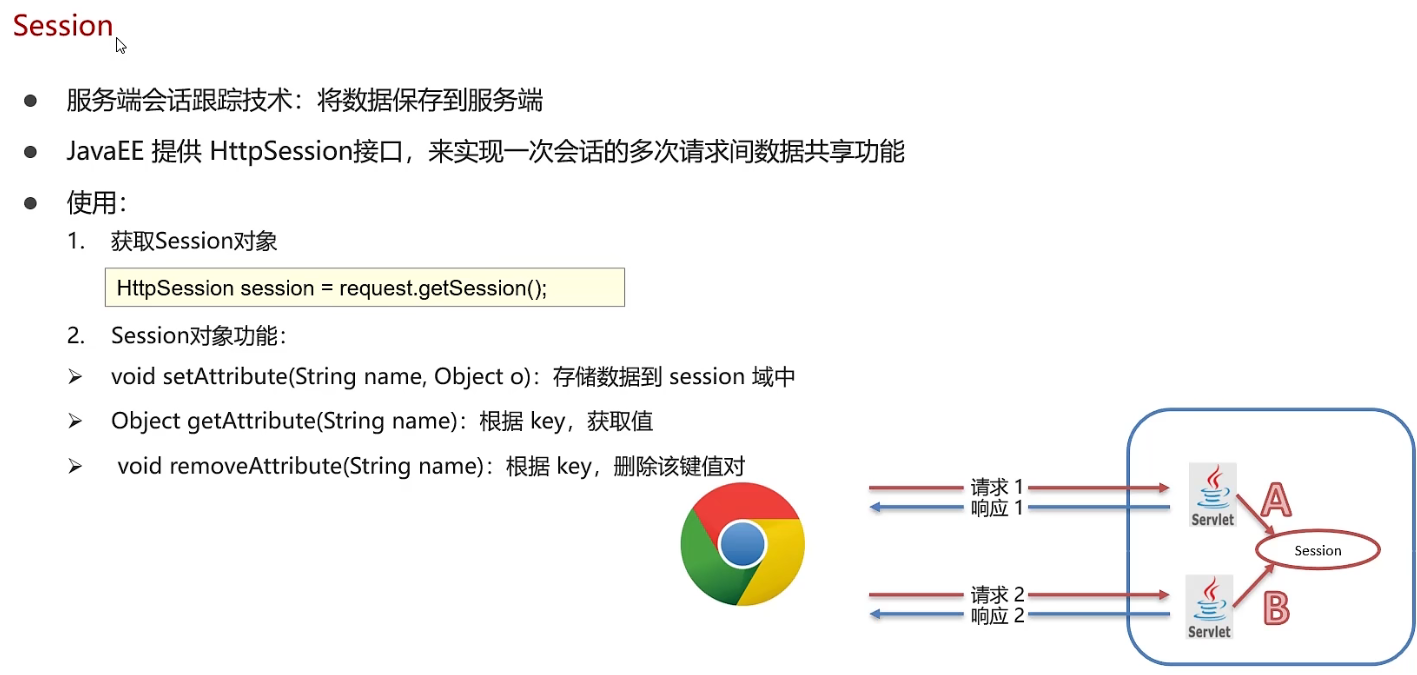 Session
服务端会话跟踪技术：将数据保存到服务端
JavaEE 提供 HttpSession接口，来实现一次会话的多次请求间数据共享功能
使用：
1. 获取Session对象
HttpSession session = request.getSession();
2. Session对象功能：
void setAttribute(String name, Object o)：存储数据到 session 域中
Object getAttribute(String name)：根据 key，获取值
void removeAttribute(String name)：根据 key，删除该键值对
请求 1
响应 1
Servlet
A
Session
请求 2
响应 2
Servlet
B